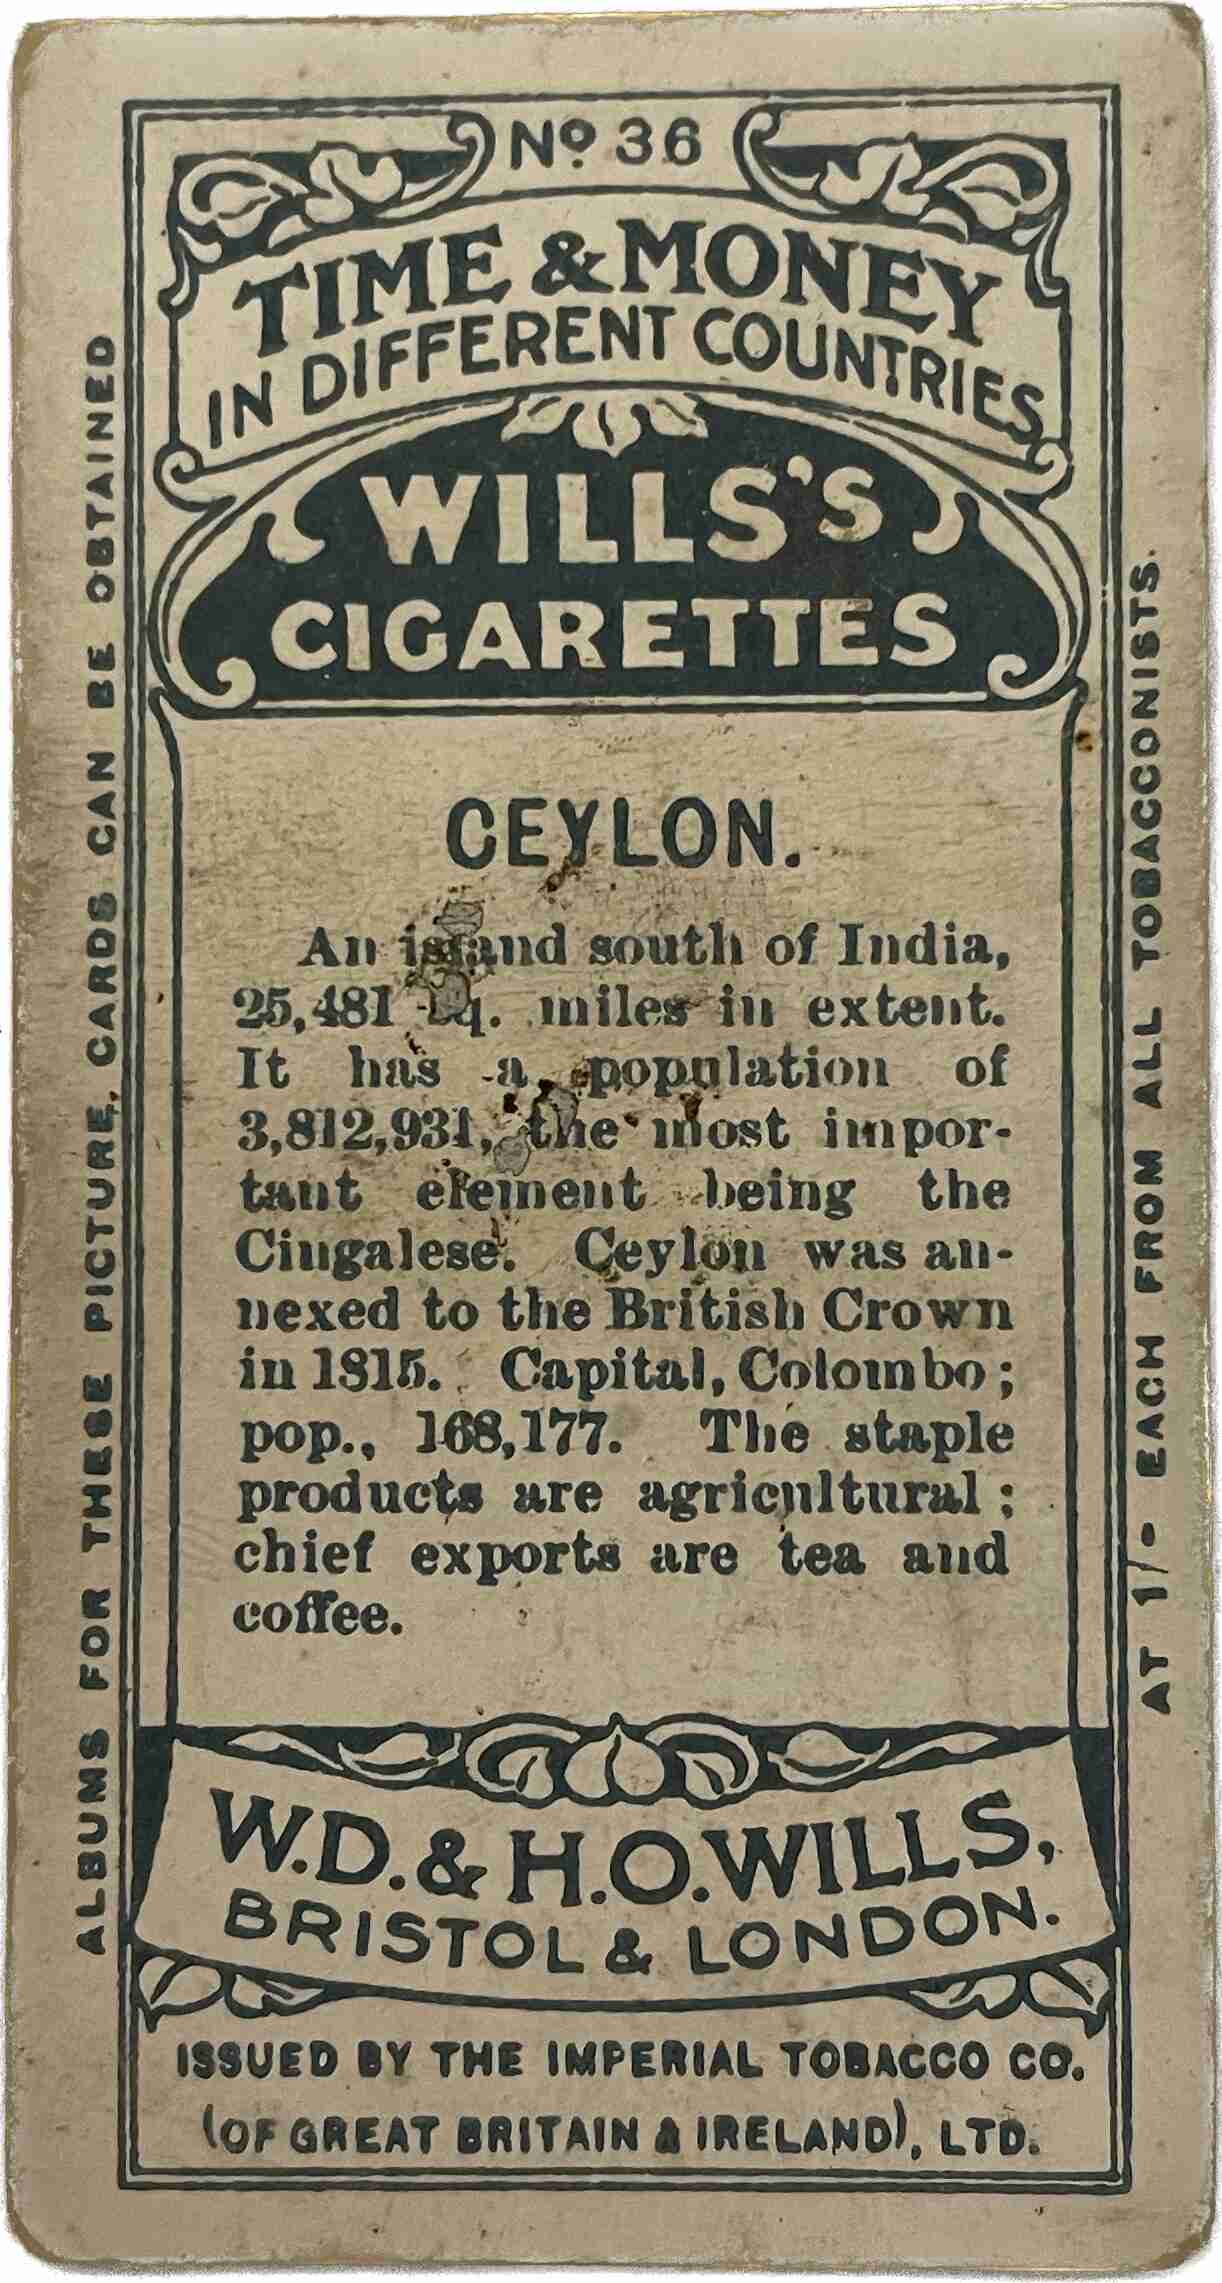 No 36
TIME & MONEY
IN DIFFERENT COUNTRIES
WILLS'S
CIGARETTES
CEYLON.
An island south of India,
25,481 sq. miles in extent.
It has a population of
3,812,931, the most impor-
tant element being the
Cingalese. Ceylon was an-
nexed to the British Crown
in 1815. Capital, Colombo;
pop., 168,177. The staple
products are agricultural;
chief exports are tea and
coffee.
W.D. & H.O. WILLS,
BRISTOL & LONDON.
ISSUED BY THE IMPERIAL TOBACCO CO.
(OF GREAT BRITAIN & IRELAND), LTD.
ALBUMS FOR THESE PICTURE CARDS CAN BE OBTAINED
AT 1/- EACH FROM ALL TOBACCONISTS.